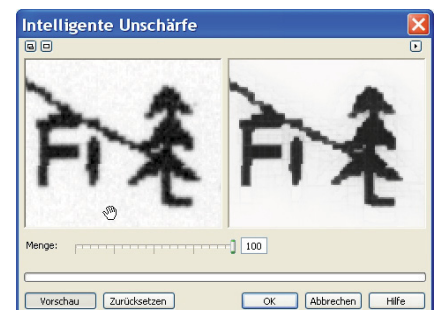 Intelligente Unschärfe
Fi Fi
Menge: 100
Vorschau Zurücksetzen OK Abbrechen Hilfe